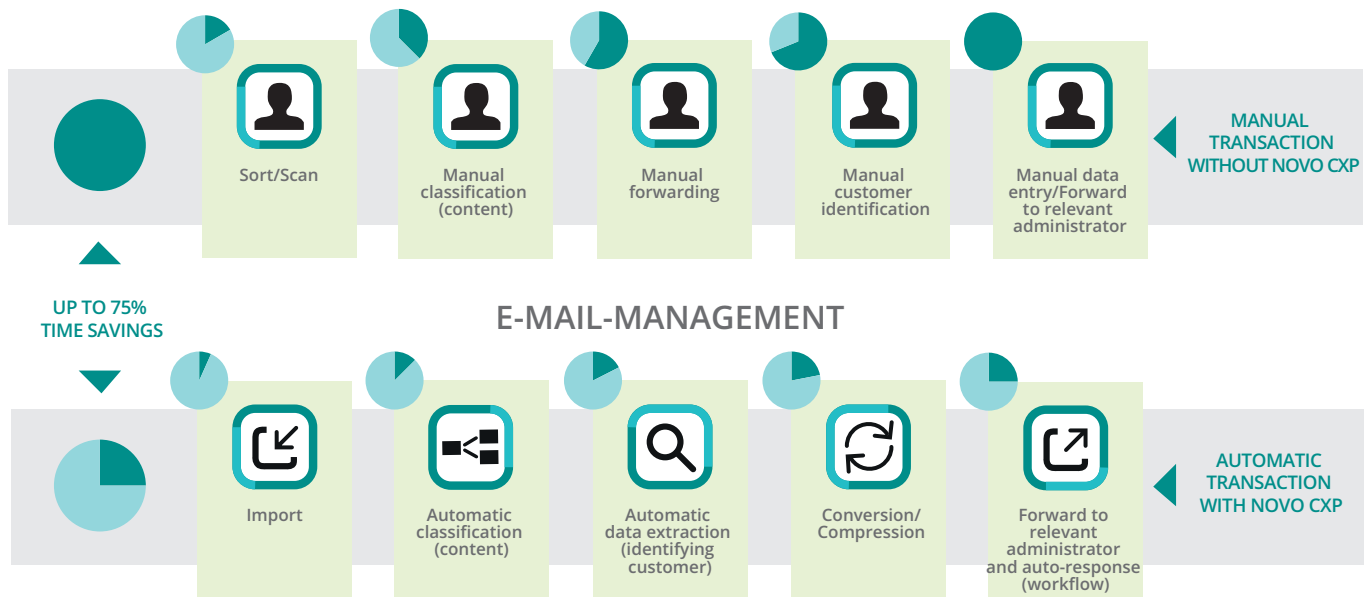 Sort/Scan
Manual
classification
(content)
Manual
forwarding
Manual
customer
identification
Manual data
entry/Forward
to relevant
administrator
MANUAL
TRANSACTION
WITHOUT NOVO CXP
UP TO 75%
TIME SAVINGS
E-MAIL-MANAGEMENT
Import
Automatic
classification
(content)
Automatic
data extraction
(identifying
customer)
Conversion/
Compression
Forward to
relevant
administrator
and auto-response
(workflow)
AUTOMATIC
TRANSACTION
WITH NOVO CXP